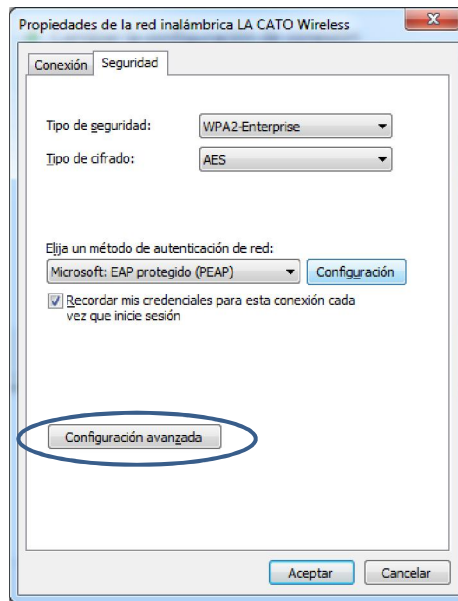 Propiedades de la red inalámbrica LA CATO Wireless
Conexión Seguridad
Tipo de seguridad: WPA2-Enterprise
Tipo de cifrado: AES
Elija un método de autenticación de red:
Microsoft: EAP protegido (PEAP) Configuración
Recordar mis credenciales para esta conexión cada
vez que inicie sesión
Configuración avanzada
Aceptar Cancelar